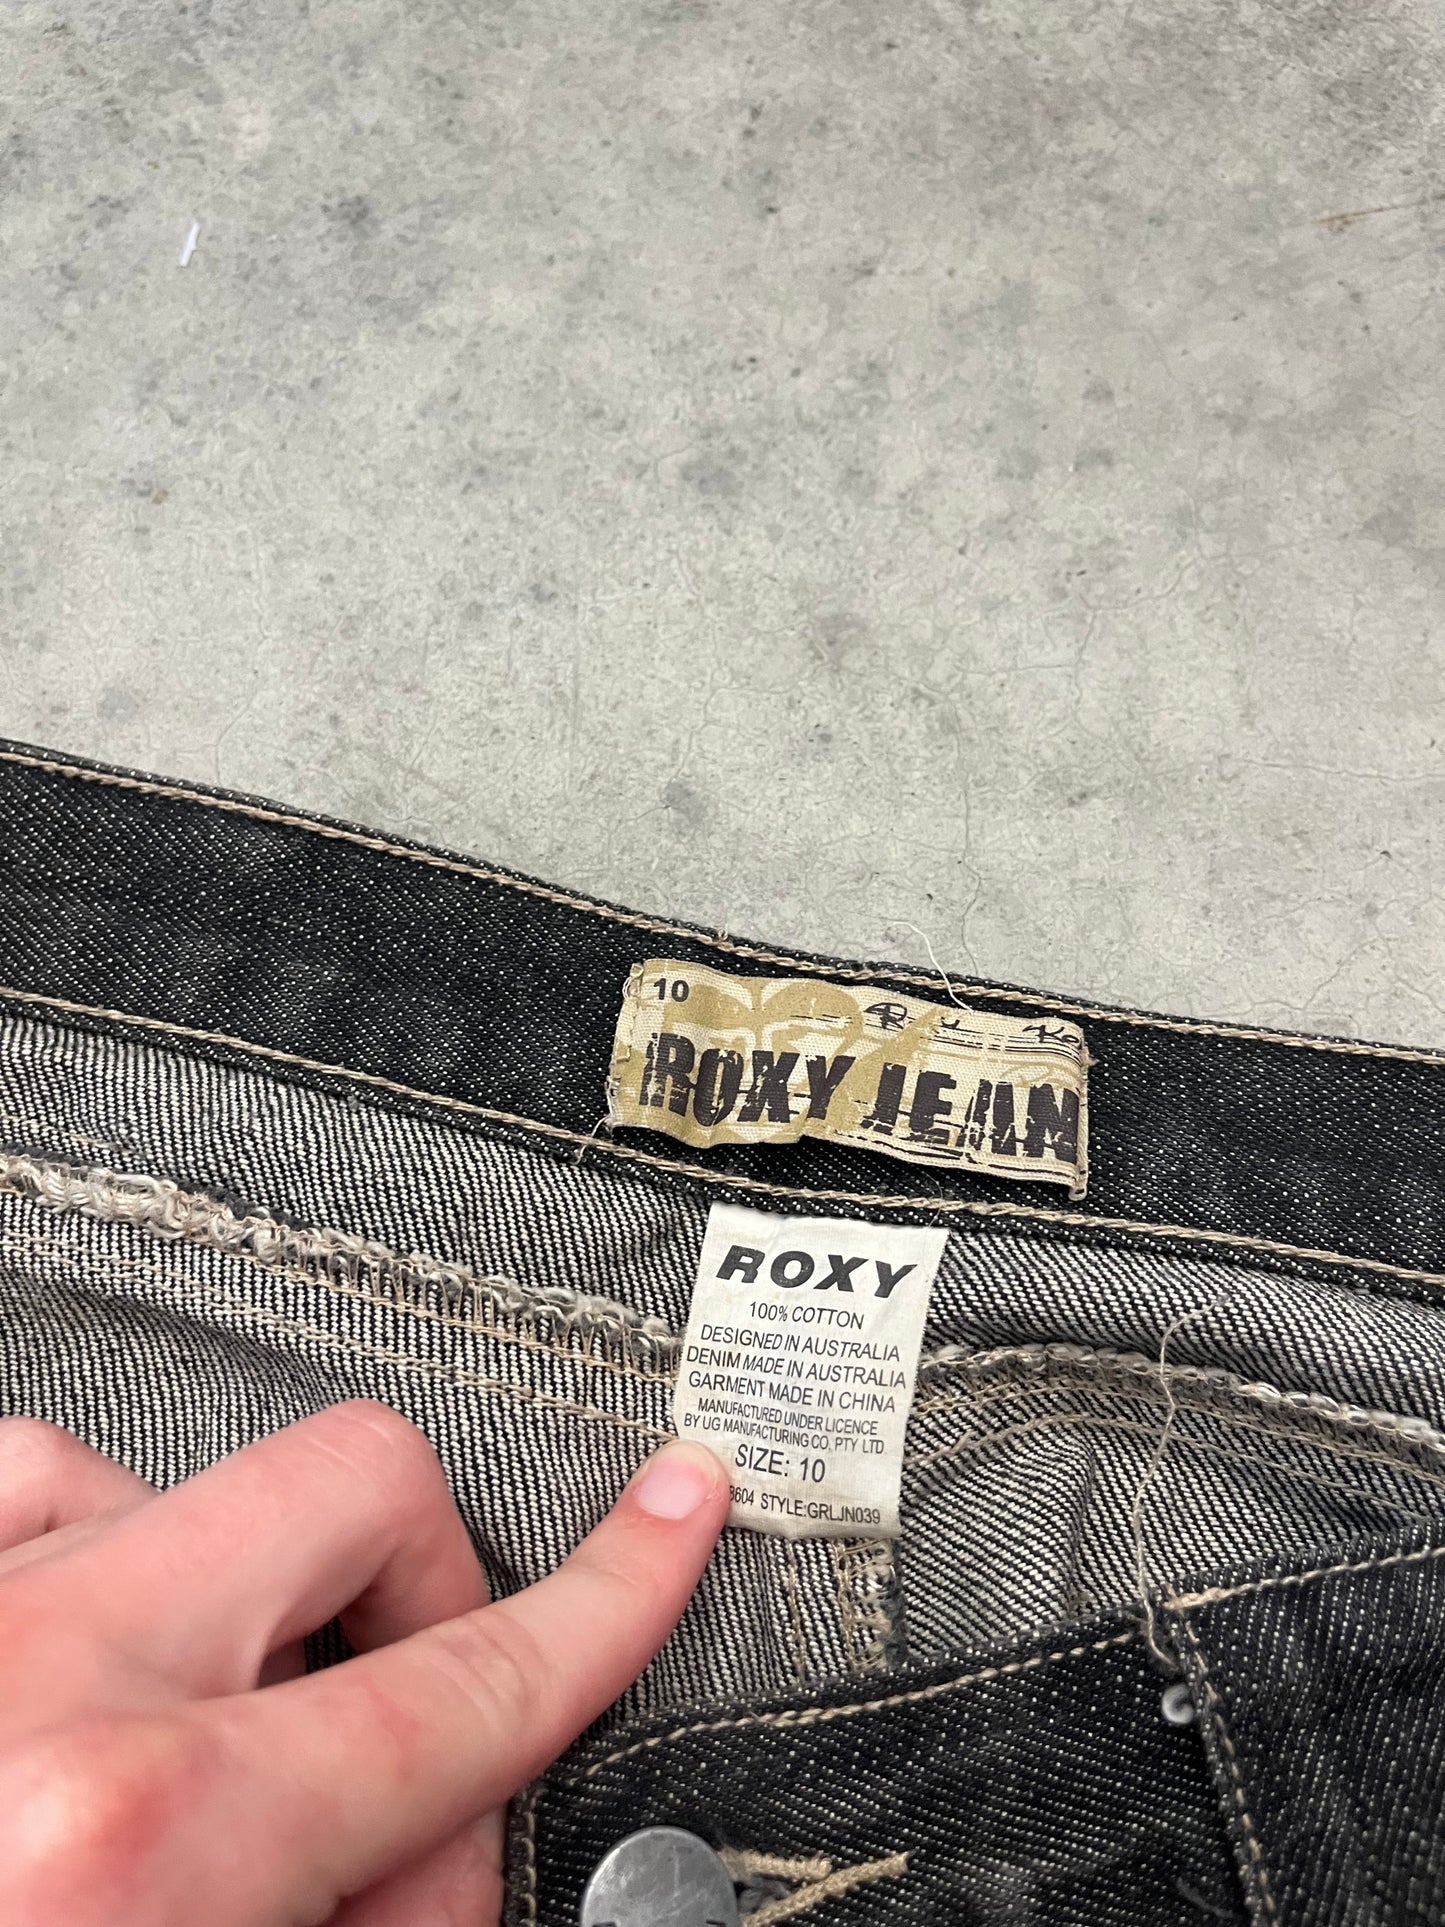 10
ROXY JEAN
ROXY
100% COTTON
DESIGNED IN AUSTRALIA
DENIM MADE IN AUSTRALIA
GARMENT MADE IN CHINA
MANUFACTURED UNDER LICENCE
BY UG MANUFACTURING CO. PTY LTD
SIZE: 10
8604 STYLE:GRLJN039